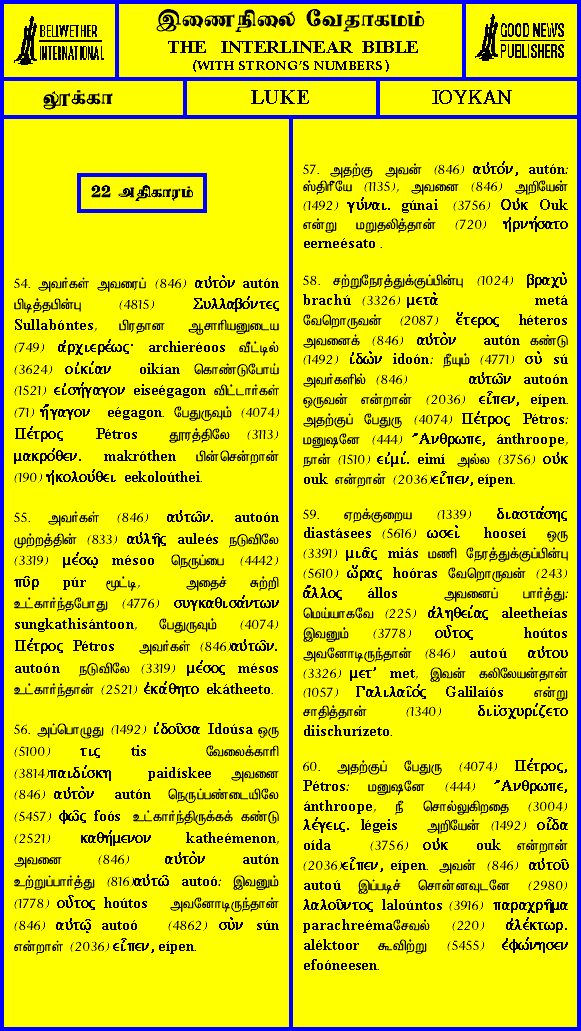 BELLWETHER
INTERNATIONAL
இணைநிலை வேதாகமம்
THE INTERLINEAR BIBLE
(WITH STRONG'S NUMBERS)
GOOD NEWS
PUBLISHERS
லூக்கா
LUKE
ΙΟΥΚΑΝ
22 அதிகாரம்
54. அவர்கள் அவரைப் (846) αὐτὸν autón
பிடித்தபின்பு (4815) Συλλαβόντες
Sullabóntes, பிரதான ஆசாரியனுடைய
(749) ἀρχιερέως· archieréoos வீட்டில்
(3624) οἰκίαν oikían கொண்டுபோய்
(1521) εἰσήγαγον eiseégagon விட்டார்கள்
(71) ἤγαγον eégagon. பேதுருவும் (4074)
Πέτρος Pétros தூரத்திலே (3113)
μακρόθεν. makróthen பின்சென்றான்
(190) ἠκολούθει eekoloúthei.
55. அவர்கள் (846) αὐτῶν. autoón
முற்றத்தின் (833) αὐλῆς auleés நடுவிலே
(3319) μέσῳ mésoo நெருப்பை (4442)
πῦρ púr மூட்டி, அதைச் சுற்றி
உட்கார்ந்தபோது (4776) συγκαθισάντων
sungkathisántoon, பேதுருவும் (4074)
Πέτρος Pétros அவர்கள் (846)αὐτῶν.
autoón நடுவிலே (3319) μέσος mésos
உட்கார்ந்தான் (2521) ἐκάθητο ekátheeto.
56. அப்பொழுது (1492) ἰδοῦσα Idoúsa ஒரு
(5100) τις tis வேலைக்காரி
(3814)παιδίσκη paidískee அவனை
(846) αὐτὸν autón நெருப்பண்டையிலே
(5457) φῶς foós உட்கார்ந்திருக்கக் கண்டு
(2521) καθήμενον katheémenon,
அவனை (846) αὐτὸν autón
உற்றுப்பார்த்து (816)αὐτῶ autoó: இவனும்
(1778) οὗτος hoútos அவனோடிருந்தான்
(846) αὐτῷ autoó (4862) σὺν sún
என்றாள் (2036) εἶπεν, eípen.
57. அதற்கு அவன் (846) αὐτόν, autón:
ஸ்திரீயே (1135), அவனை (846) அறியேன்
(1492) γύναι. gúnai (3756) Οὐκ Ouk
என்று மறுதலித்தான் (720) ἠρνήσατο
eerneésato .
58. சற்றுநேரத்துக்குப்பின்பு (1024) βραχὺ
brachú (3326) μετὰ metá
வேறொருவன் (2087) ἕτερος héteros
அவனைக் (846) αὐτὸν autón கண்டு
(1492) ἰδὼν idoón: நீயும் (4771) σὺ sú
அவர்களில் (846) αὐτῶν autoón
ஒருவன் என்றான் (2036) εἶπεν, eípen.
அதற்குப் பேதுரு (4074) Πέτρος Pétros:
மனுஷனே (444) Ἄνθρωπε, ánthroope,
நான் (1510) εἰμί. eimí அல்ல (3756) οὐκ
ouk என்றான் (2036)εἶπεν, eípen.
59. ஏறக்குறைய (1339) διαστάσης
diastásees (5616) ωσεὶ hooseí ஒரு
(3391) μιᾶς miás மணி நேரத்துக்குப்பின்பு
(5610) ὥρας hoóras வேறொருவன் (243)
ἄλλος állos அவனைப் பார்த்து:
மெய்யாகவே (225) ἀληθείας aleetheías
இவனும் (3778) οὗτος hoútos
அவனோடிருந்தான் (846) autoú αὐτου
(3326) μετ' met, இவன் கலிலேயன்தான்
(1057) Γαλιλαῖός Galilaíós என்று
சாதித்தான் (1340) διϊσχυρίζετο
diischurízeto.
60. அதற்குப் பேதுரு (4074) Πέτρος,
Pétros: மனுஷனே (444) Ἄνθρωπε,
ánthroope, நீ சொல்லுகிறதை (3004)
λέγεις. légeis அறியேன் (1492) οἶδα
oída (3756) οὐκ ouk என்றான்
(2036)εἶπεν, eípen. அவன் (846) αὐτοῦ
autoú இப்படிச் சொன்னவுடனே (2980)
λαλοῦντος laloúntos (3916) παραχρῆμα
parachreémaசேவல் (220) ἀλέκτωρ.
aléktoor கூவிற்று (5455) ἐφώνησεν
efoóneesen.